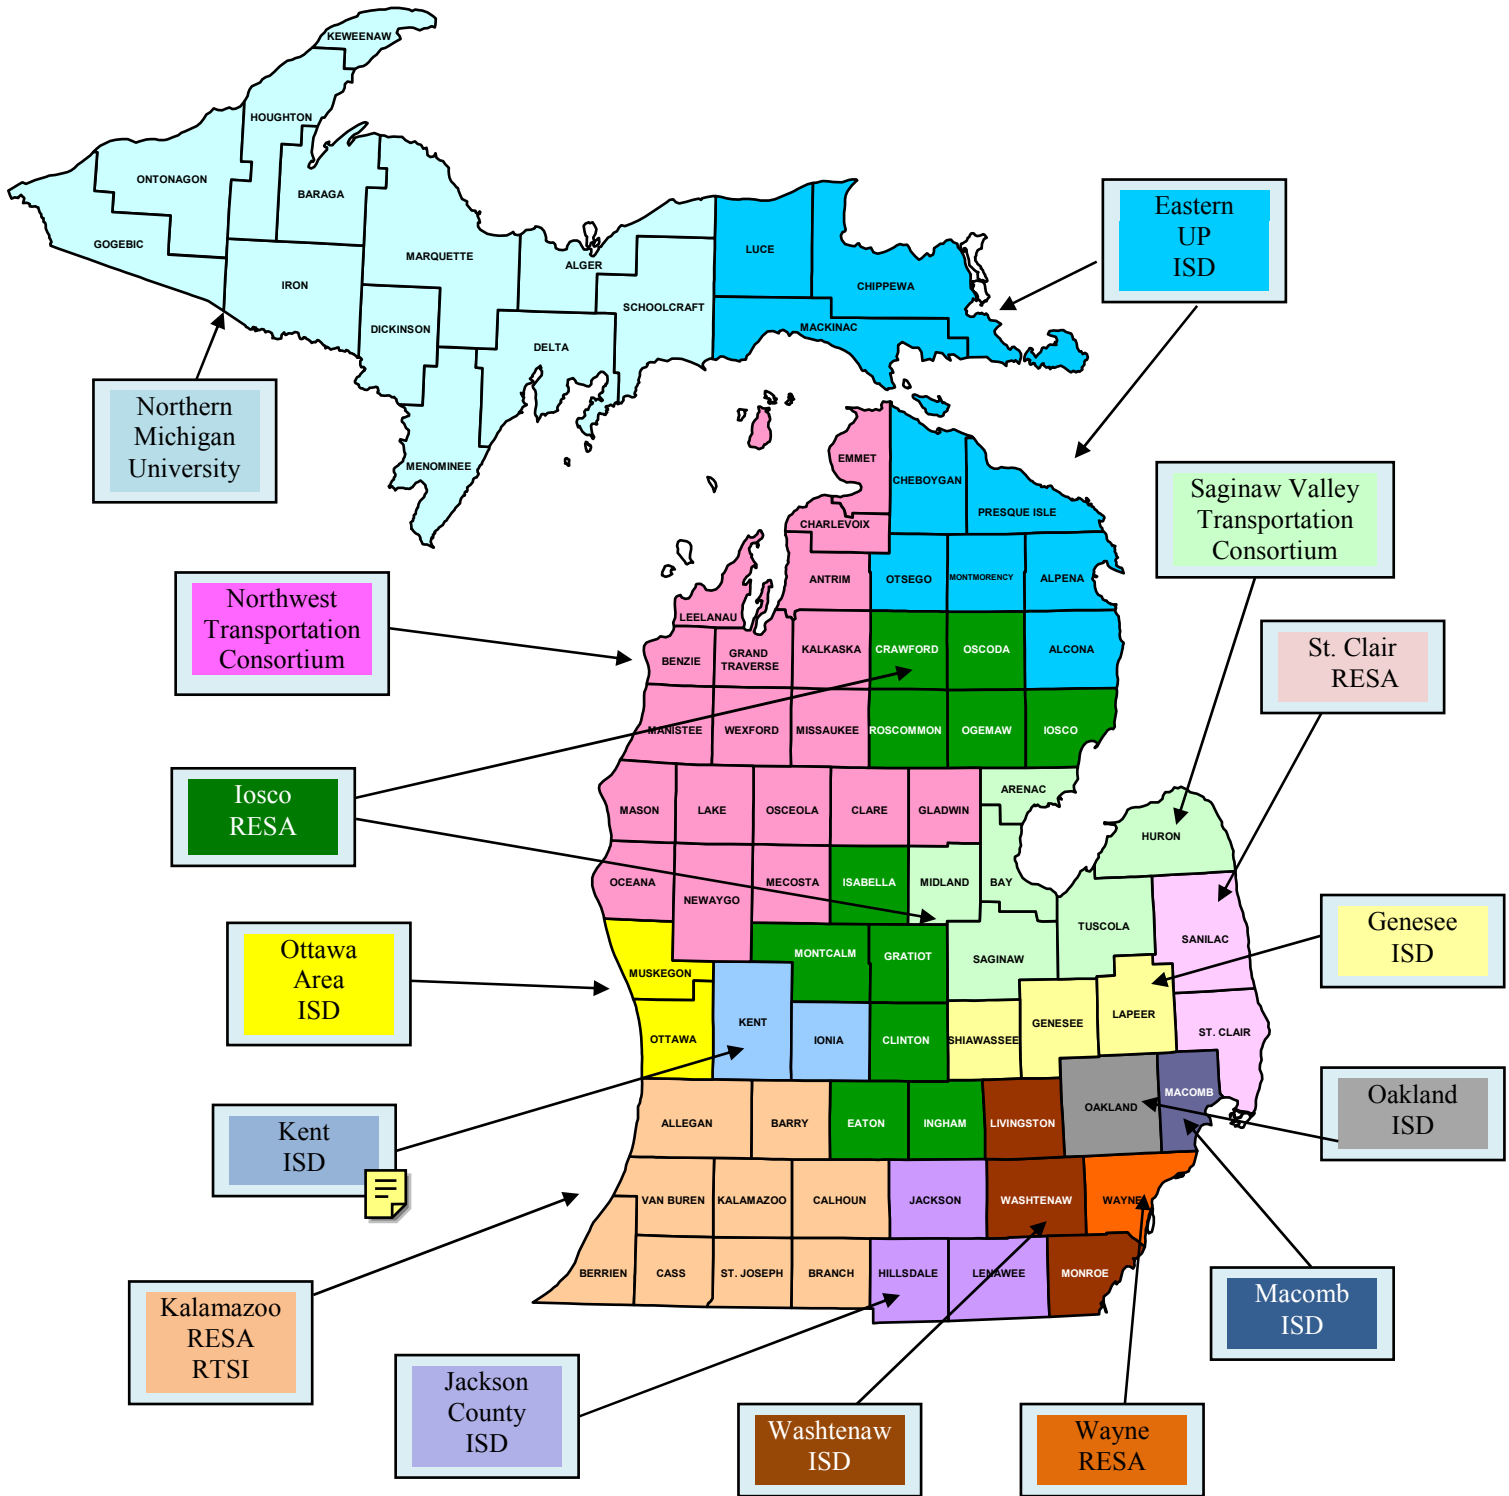 KEWEENAW
HOUGHTON
ONTONAGON
BARAGA
GOGEBIC
MARQUETTE
IRON
ALGER
LUCE
CHIPPEWA
SCHOOLCRAFT
DICKINSON
MACKINAC
DELTA
MENOMINEE
Eastern
UP
ISD
Northern
Michigan
University
EMMET
CHEBOYGAN
PRESQUE ISLE
CHARLEVOIX
ANTRIM
OTSEGO
MONTMORENCY
ALPENA
Saginaw Valley
Transportation
Consortium
Northwest
Transportation
Consortium
LEELANAU
BENZIE
GRAND
TRAVERSE
KALKASKA
CRAWFORD
OSCODA
ALCONA
St. Clair
RESA
MANISTEE
WEXFORD
MISSAUKEE
ROSCOMMON
OGEMAW
IOSCO
Iosco
RESA
MASON
LAKE
OSCEOLA
CLARE
GLADWIN
ARENAC
HURON
OCEANA
NEWAYGO
MECOSTA
ISABELLA
MIDLAND
BAY
TUSCOLA
SANILAC
Genesee
ISD
Ottawa
Area
ISD
MUSKEGON
MONTCALM
GRATIOT
SAGINAW
OTTAWA
KENT
IONIA
CLINTON
SHIAWASSEE
GENESEE
LAPEER
ST. CLAIR
Kent
ISD
ALLEGAN
BARRY
EATON
INGHAM
LIVINGSTON
OAKLAND
MACOMB
Oakland
ISD
VAN BUREN
KALAMAZOO
CALHOUN
JACKSON
WASHTENAW
WAYNE
BERRIEN
CASS
ST. JOSEPH
BRANCH
HILLSDALE
LENAWEE
MONROE
Kalamazoo
RESA
RTSI
Macomb
ISD
Jackson
County
ISD
Washtenaw
ISD
Wayne
RESA